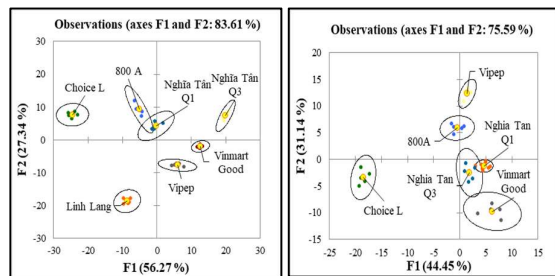 Observations (axes F1 and F2: 83.61 %)
30
20
10
0
-10
-20
-30
F2 (27.34 %)
Choice L
800 A
Nghĩa Tân
Q1
Nghĩa Tân
Q3
Vinmart
Good
Vipep
Linh Lang
-30 -20 -10 0 10 20 30
F1 (56.27 %)
Observations (axes F1 and F2: 75.59 %)
20
15
10
5
0
-5
-10
-15
F2 (31.14 %)
Vipep
800A
Nghia Tan
Q1
Vinmart
Good
Nghia Tan
Q3
Choice L
-25 -15 -5 5 15
F1 (44.45 %)